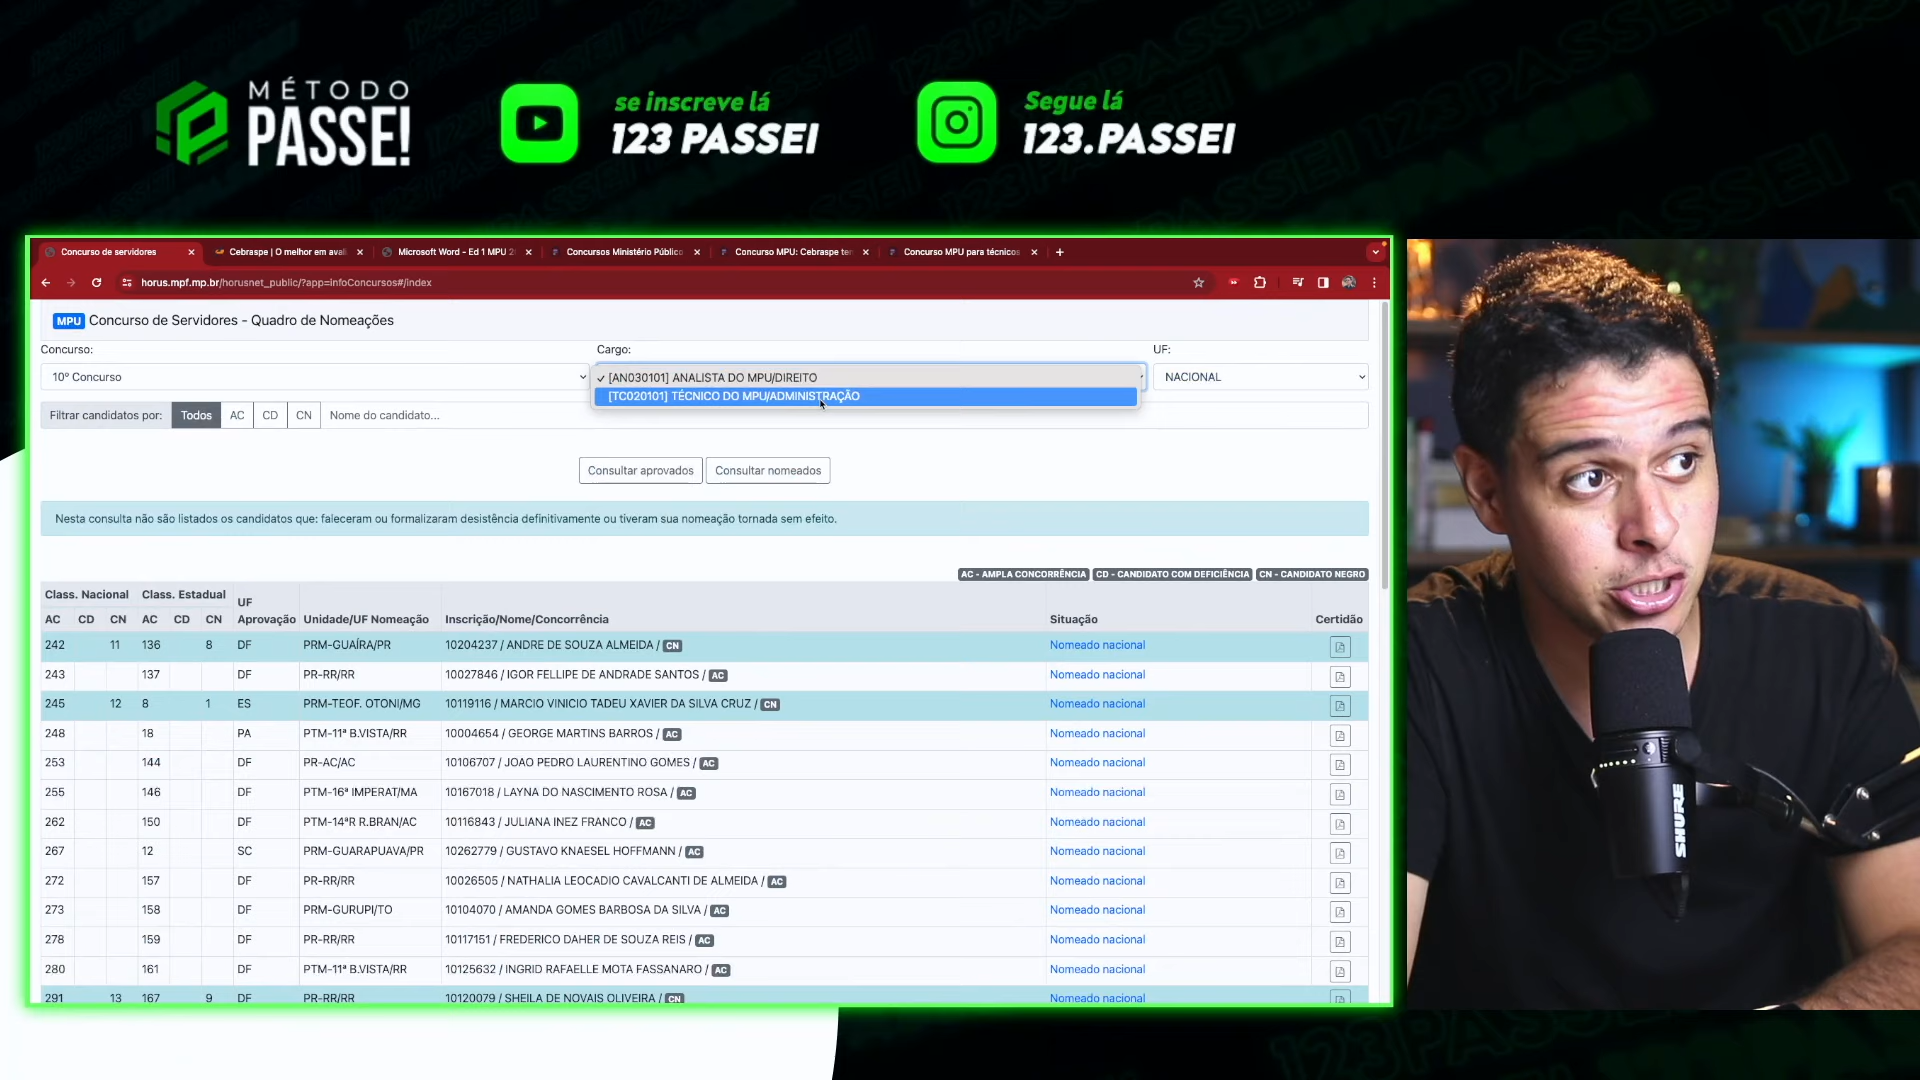 MÉTODO
PASSEI
se inscreve lá
123 PASSEI
Segue lá
123.PASSEI
Concurso de servidores
Cebraspe | O melhor em avali
Microsoft Word - Ed 1 MPU 2
Concursos Ministério Público
Concurso MPU: Cebraspe ter
Concurso MPU para técnicos
horus.mpf.mp.br/horusnet_public/?app=infoConcursos#/index
MPU Concurso de Servidores - Quadro de Nomeações
Concurso: Cargo: UF:
10º Concurso [AN030101] ANALISTA DO MPU/DIREITO NACIONAL
[TC020101] TÉCNICO DO MPU/ADMINISTRAÇÃO
Filtrar candidatos por: Todos AC CD CN Nome do candidato...
Consultar aprovados Consultar nomeados
Nesta consulta não são listados os candidatos que: faleceram ou formalizaram desistência definitivamente ou tiveram sua nomeação tornada sem efeito.
AC - AMPLA CONCORRÊNCIA CD - CANDIDATO COM DEFICIÊNCIA CN - CANDIDATO NEGRO
Class. Nacional Class. Estadual UF
AC CD CN AC CD CN Aprovação Unidade/UF Nomeação Inscrição/Nome/Concorrência Situação Certidão
242 11 136 8 DF PRM-GUAÍRA/PR 10204237 / ANDRE DE SOUZA ALMEIDA / CN Nomeado nacional
243 137 DF PR-RR/RR 10027846 / IGOR FELLIPE DE ANDRADE SANTOS / AC Nomeado nacional
245 12 8 1 ES PRM-TEOF. OTONI/MG 10119116 / MARCIO VINICIO TADEU XAVIER DA SILVA CRUZ / CN Nomeado nacional
248 18 PA PTM-11ª B.VISTA/RR 10004654 / GEORGE MARTINS BARROS / AC Nomeado nacional
253 144 DF PR-AC/AC 10106707 / JOAO PEDRO LAURENTINO GOMES / AC Nomeado nacional
255 146 DF PTM-16ª IMPERAT/MA 10167018 / LAYNA DO NASCIMENTO ROSA / AC Nomeado nacional
262 150 DF PTM-14ªR R.BRAN/AC 10116843 / JULIANA INEZ FRANCO / AC Nomeado nacional
267 12 SC PRM-GUARAPUAVA/PR 10262779 / GUSTAVO KNAESEL HOFFMANN / AC Nomeado nacional
272 157 DF PR-RR/RR 10026505 / NATHALIA LEOCADIO CAVALCANTI DE ALMEIDA / AC Nomeado nacional
273 158 DF PRM-GURUPI/TO 10104070 / AMANDA GOMES BARBOSA DA SILVA / AC Nomeado nacional
278 159 DF PR-RR/RR 10117151 / FREDERICO DAHER DE SOUZA REIS / AC Nomeado nacional
280 161 DF PTM-11ª B.VISTA/RR 10125632 / INGRID RAFAELLE MOTA FASSANARO / AC Nomeado nacional
291 13 167 9 DF PR-RR/RR 10120079 / SHEILA DE NOVAIS OLIVEIRA / CN Nomeado nacional
SHURE